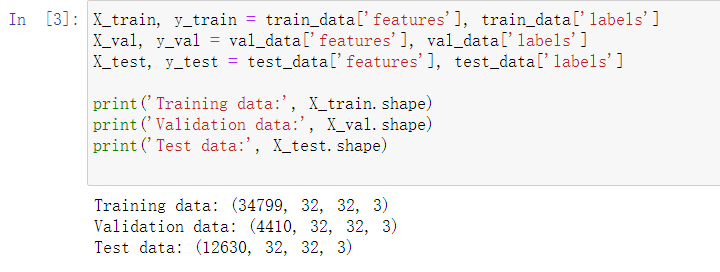 In [3]: X_train, y_train = train_data['features'], train_data['labels']
X_val, y_val = val_data['features'], val_data['labels']
X_test, y_test = test_data['features'], test_data['labels']
print('Training data:', X_train.shape)
print('Validation data:', X_val.shape)
print('Test data:', X_test.shape)
Training data: (34799, 32, 32, 3)
Validation data: (4410, 32, 32, 3)
Test data: (12630, 32, 32, 3)